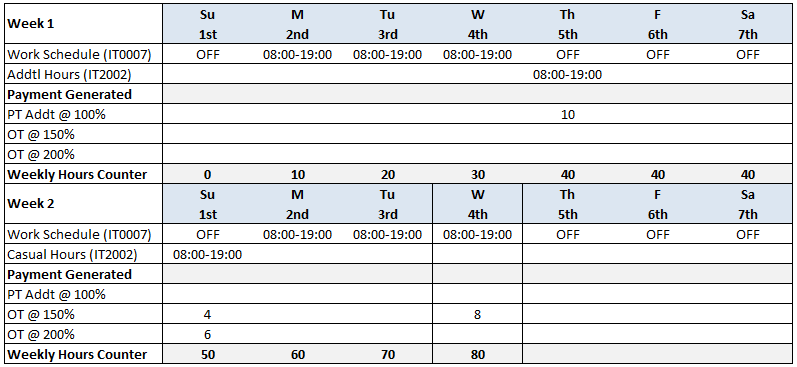 Week 1 Su M Tu W Th F Sa
1st 2nd 3rd 4th 5th 6th 7th
Work Schedule (IT0007) OFF 08:00-19:00 08:00-19:00 08:00-19:00 OFF OFF OFF
Addtl Hours (IT2002) 08:00-19:00
Payment Generated
PT Addt @ 100% 10
OT @ 150%
OT @ 200%
Weekly Hours Counter 0 10 20 30 40 40 40
Week 2 Su M Tu W Th F Sa
1st 2nd 3rd 4th 5th 6th 7th
Work Schedule (IT0007) OFF 08:00-19:00 08:00-19:00 08:00-19:00 OFF OFF OFF
Casual Hours (IT2002) 08:00-19:00
Payment Generated
PT Addt @ 100%
OT @ 150% 4 8
OT @ 200% 6
Weekly Hours Counter 50 60 70 80